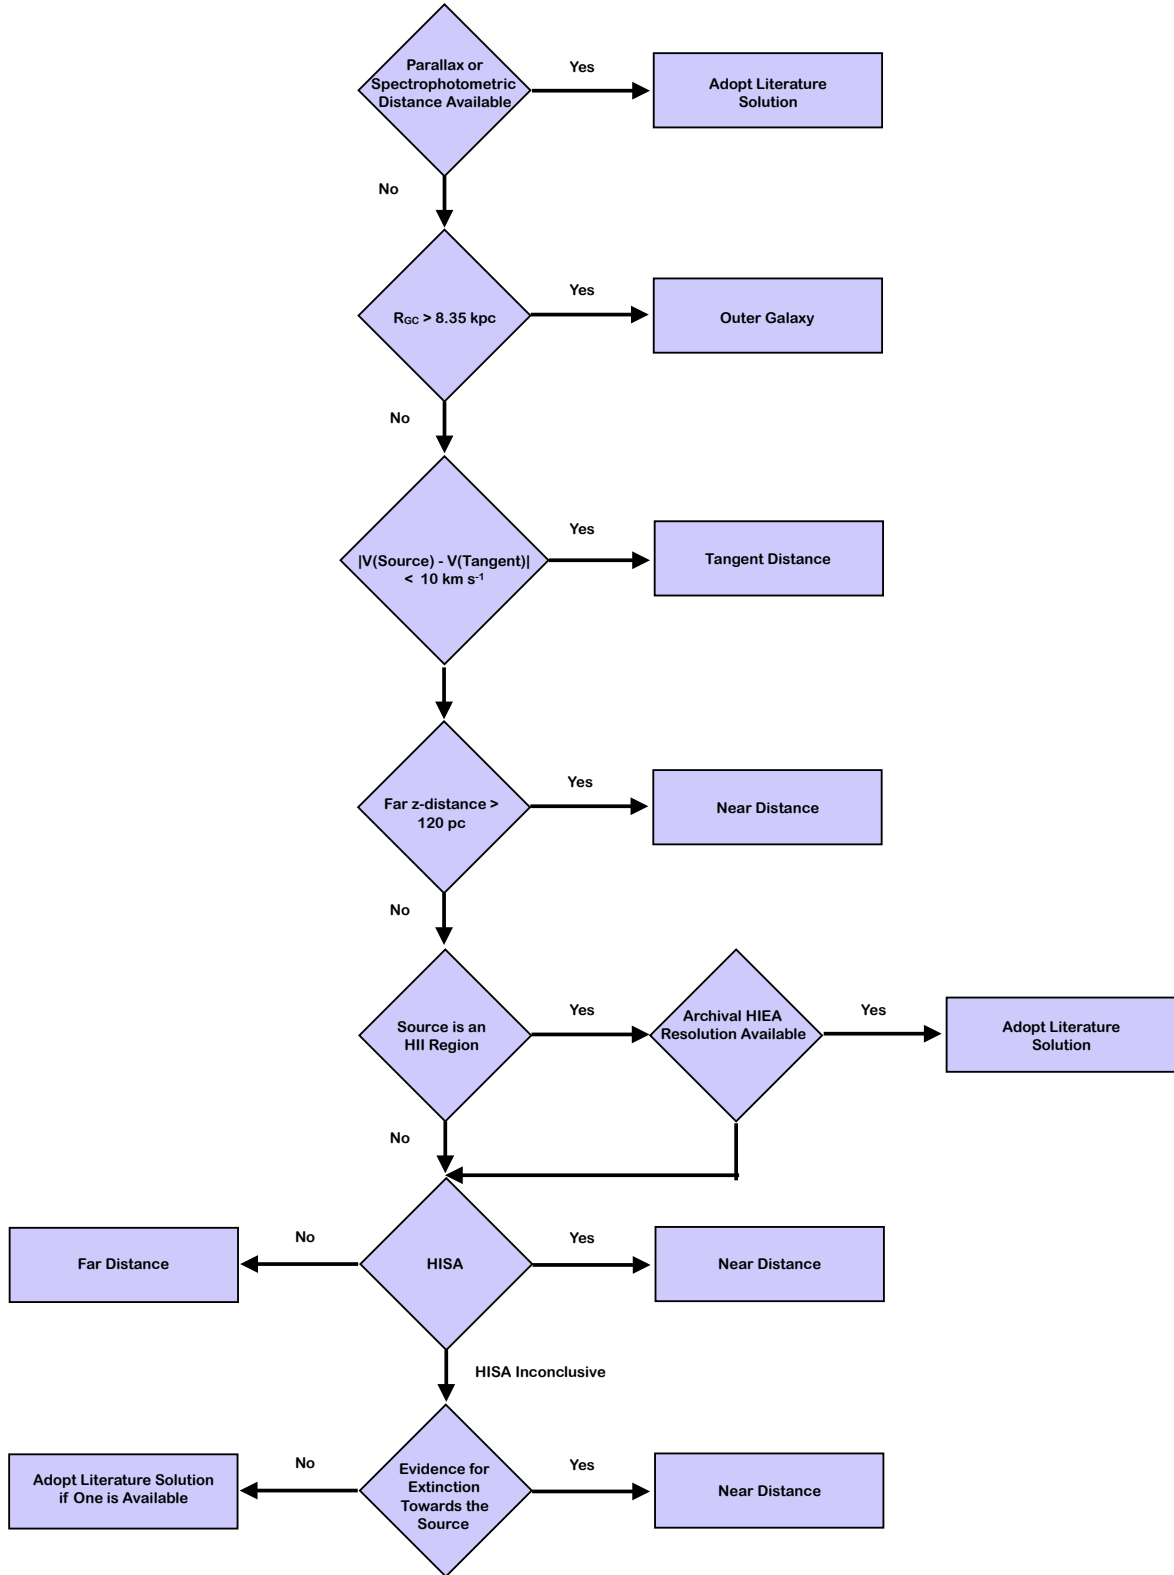 Parallax or
Spectrophotometric
Distance Available
Yes
Adopt Literature
Solution
No
R_GC > 8.35 kpc
Yes
Outer Galaxy
No
|V(Source) - V(Tangent)|
< 10 km s⁻¹
Yes
Tangent Distance
Far z-distance >
120 pc
Yes
Near Distance
No
Source is an
HII Region
Yes
Archival HIEA
Resolution Available
Yes
Adopt Literature
Solution
No
Far Distance
No
HISA
Yes
Near Distance
HISA Inconclusive
Adopt Literature Solution
if One is Available
No
Evidence for
Extinction
Towards the
Source
Yes
Near Distance